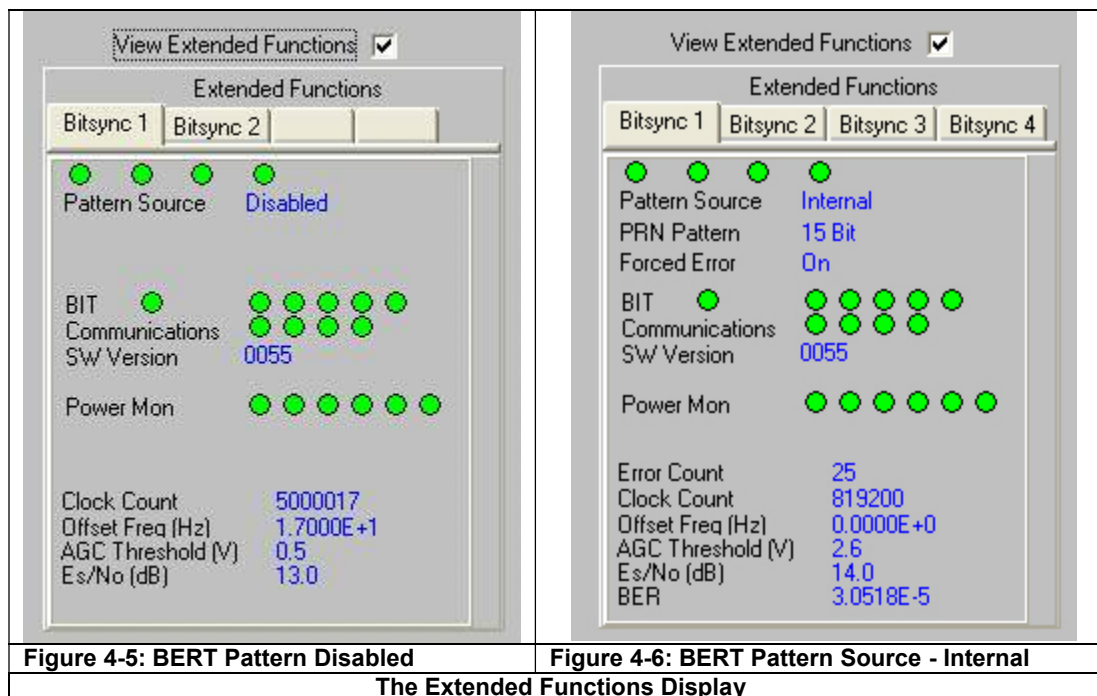 View Extended Functions
Extended Functions
Bitsync 1 Bitsync 2
Pattern Source Disabled
BIT
Communications
SW Version 0055
Power Mon
Clock Count 5000017
Offset Freq (Hz) 1.7000E+1
AGC Threshold (V) 0.5
Es/No (dB) 13.0
Figure 4-5: BERT Pattern Disabled
View Extended Functions
Extended Functions
Bitsync 1 Bitsync 2 Bitsync 3 Bitsync 4
Pattern Source Internal
PRN Pattern 15 Bit
Forced Error On
BIT
Communications
SW Version 0055
Power Mon
Error Count 25
Clock Count 819200
Offset Freq (Hz) 0.0000E+0
AGC Threshold (V) 2.6
Es/No (dB) 14.0
BER 3.0518E-5
Figure 4-6: BERT Pattern Source - Internal
The Extended Functions Display